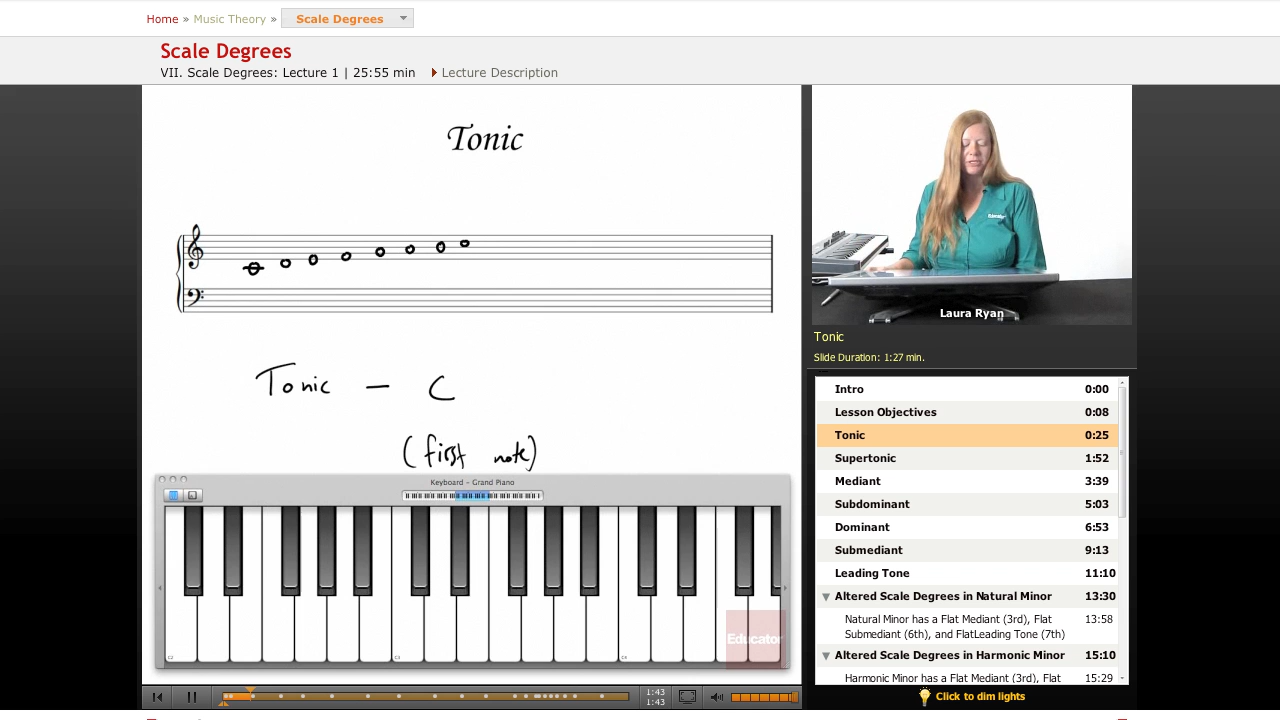 Home » Music Theory » Scale Degrees
Scale Degrees
VII. Scale Degrees: Lecture 1 | 25:55 min Lecture Description
Tonic
Tonic – C
(first note)
Keyboard – Grand Piano
C2 C3 C4
Educator
1:43
1:43
Educator
Laura Ryan
Tonic
Slide Duration: 1:27 min.
Intro 0:00
Lesson Objectives 0:08
Tonic 0:25
Supertonic 1:52
Mediant 3:39
Subdominant 5:03
Dominant 6:53
Submediant 9:13
Leading Tone 11:10
Altered Scale Degrees in Natural Minor 13:30
Natural Minor has a Flat Mediant (3rd), Flat 13:58
Submediant (6th), and FlatLeading Tone (7th)
Altered Scale Degrees in Harmonic Minor 15:10
Harmonic Minor has a Flat Mediant (3rd), Flat 15:29
Click to dim lights